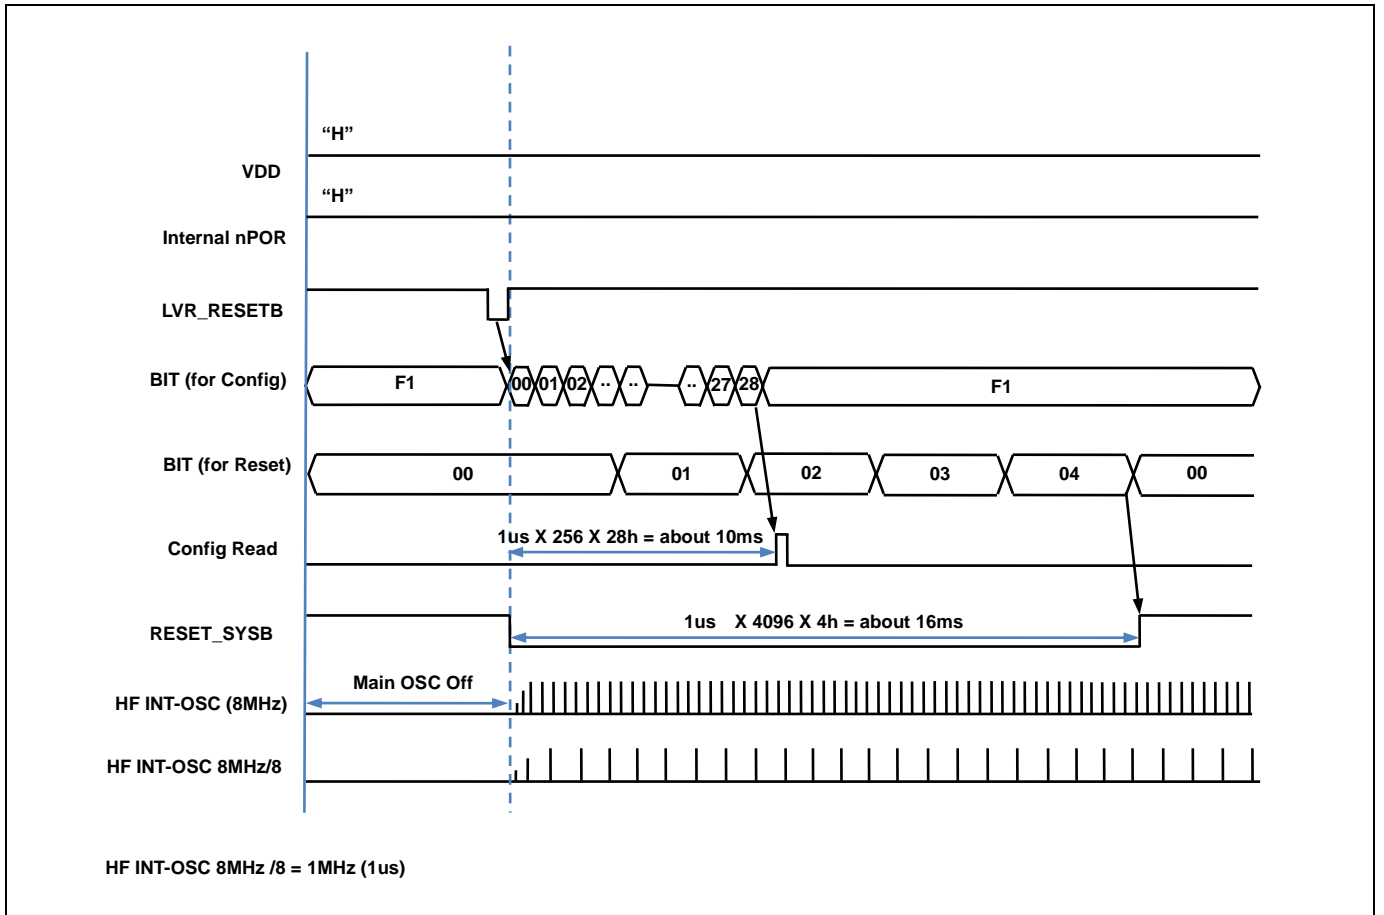 “H”
VDD
“H”
Internal nPOR
LVR_RESETB
BIT (for Config) F1 00 01 02 ·· ·· ·· 27 28 F1
BIT (for Reset) 00 01 02 03 04 00
1us X 256 X 28h = about 10ms
Config Read
1us X 4096 X 4h = about 16ms
RESET_SYSB
Main OSC Off
HF INT-OSC (8MHz)
HF INT-OSC 8MHz/8
HF INT-OSC 8MHz /8 = 1MHz (1us)